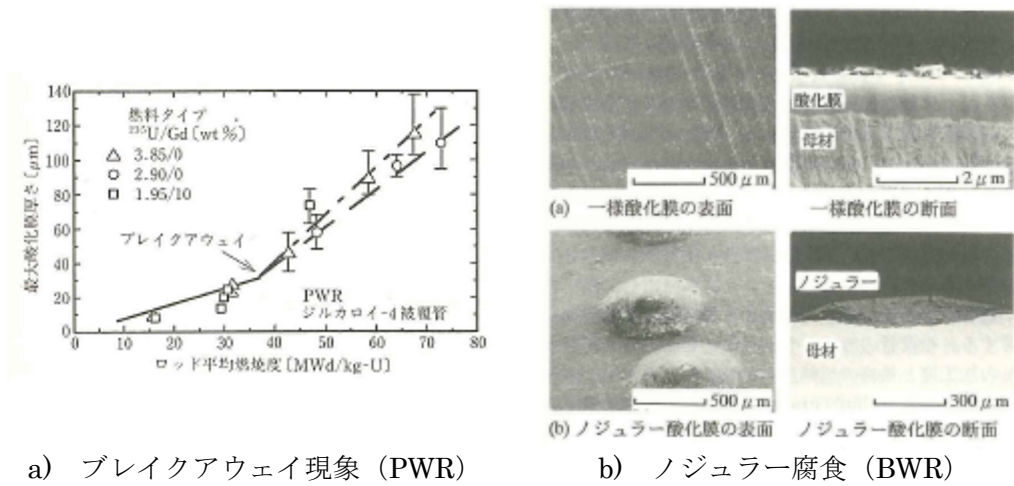 140
120
100
80
60
40
20
0
最大酸化膜厚さ〔μm〕
燃料タイプ
²³⁵U/Gd〔wt %〕
△ 3.85/0
○ 2.90/0
□ 1.95/10
ブレイクアウェイ
PWR
ジルカロイ-4 被覆管
0 10 20 30 40 50 60 70 80
ロッド平均燃焼度〔MWd/kg-U〕
a) ブレイクアウェイ現象（PWR）
500 μm
酸化膜
母材
2 μm
(a) 一様酸化膜の表面
一様酸化膜の断面
500 μm
ノジュラー
母材
300 μm
(b) ノジュラー酸化膜の表面
ノジュラー酸化膜の断面
b) ノジュラー腐食（BWR）